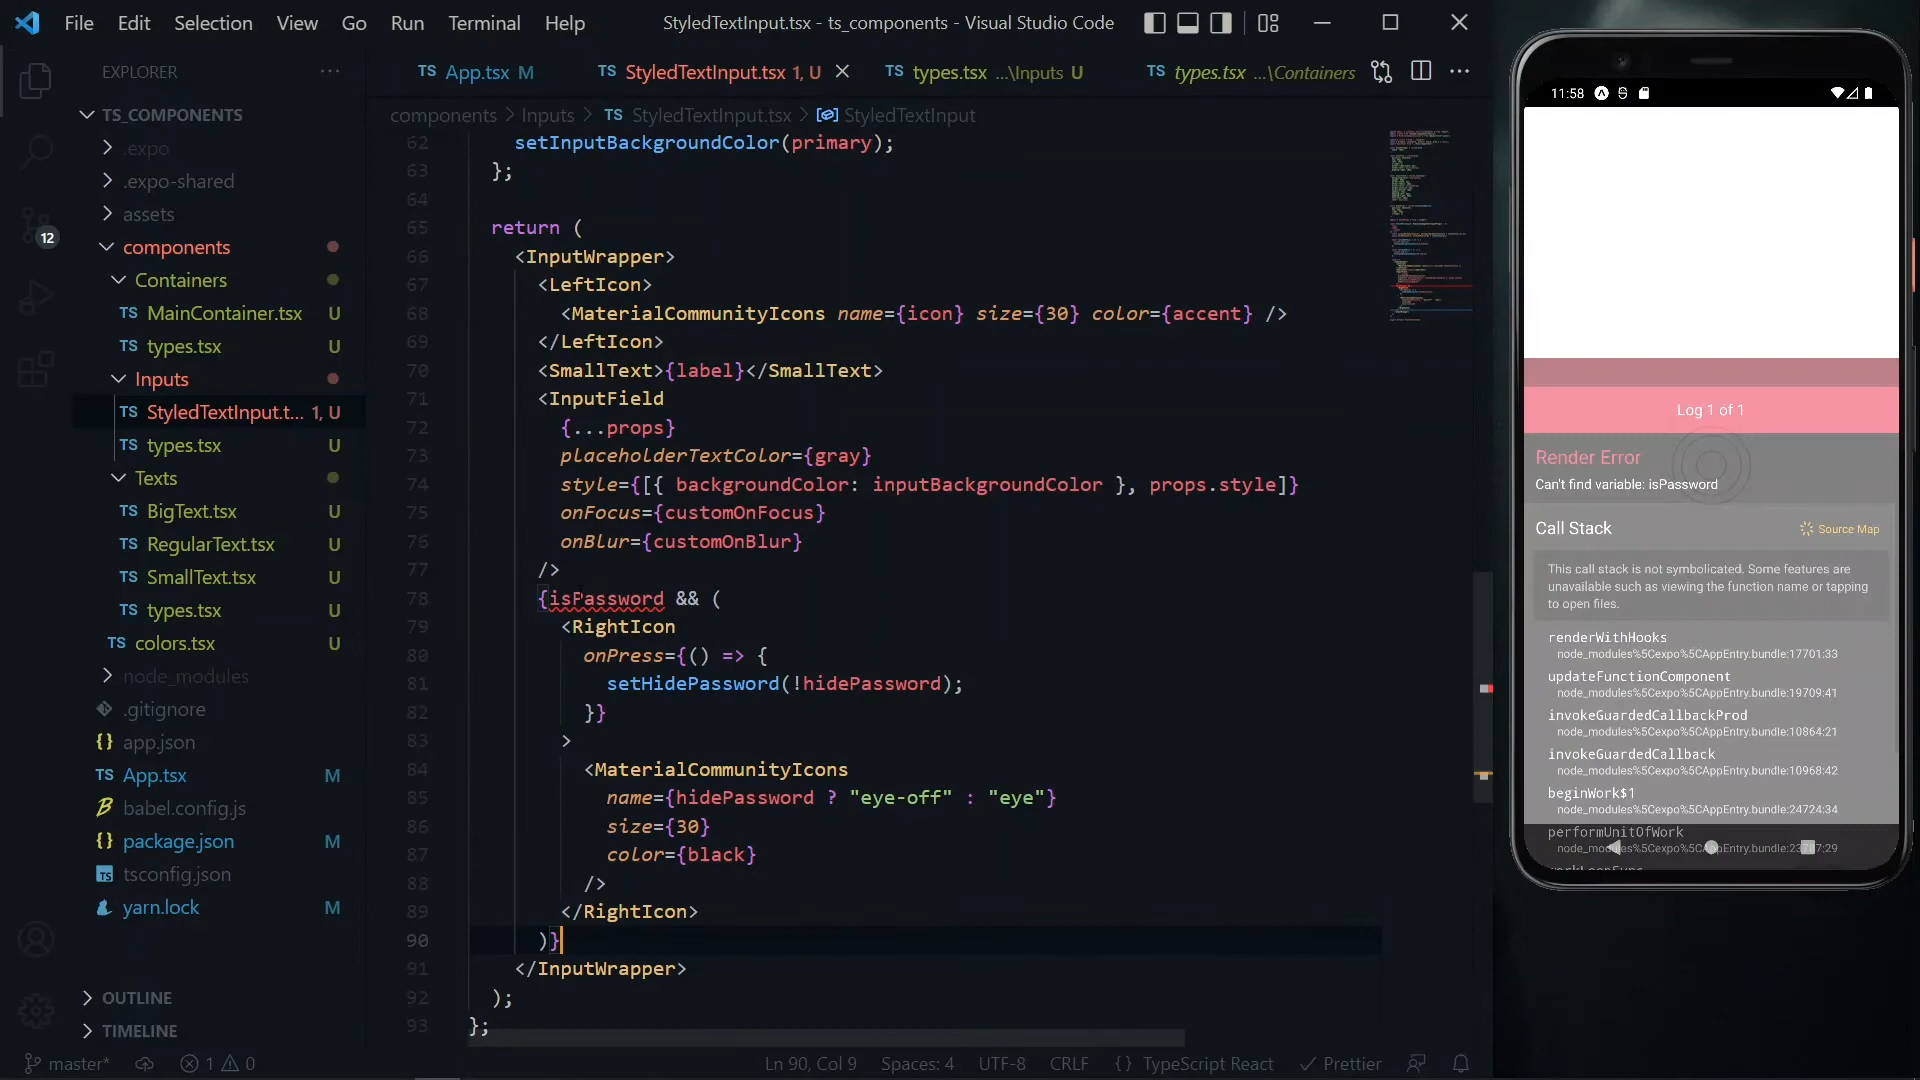 File Edit Selection View Go Run Terminal Help
StyledTextInput.tsx - ts_components - Visual Studio Code
EXPLORER
TS App.tsx M
TS StyledTextInput.tsx 1, U
TS types.tsx ...\Inputs U
TS types.tsx ...\Containers
components > Inputs > TS StyledTextInput.tsx > StyledTextInput
TS_COMPONENTS
.expo
.expo-shared
assets
12
components
Containers
TS MainContainer.tsx U
TS types.tsx U
Inputs
TS StyledTextInput.t... 1, U
TS types.tsx U
Texts
TS BigText.tsx U
TS RegularText.tsx U
TS SmallText.tsx U
TS types.tsx U
TS colors.tsx U
node_modules
.gitignore
{} app.json
TS App.tsx M
babel.config.js
{} package.json M
TS tsconfig.json
yarn.lock M
OUTLINE
TIMELINE
62 setInputBackgroundColor(primary);
63 };
64
65 return (
66 <InputWrapper>
67 <LeftIcon>
68 <MaterialCommunityIcons name={icon} size={30} color={accent} />
69 </LeftIcon>
70 <SmallText>{label}</SmallText>
71 <InputField
72 {...props}
73 placeholderTextColor={gray}
74 style={[{ backgroundColor: inputBackgroundColor }, props.style]}
75 onFocus={customOnFocus}
76 onBlur={customOnBlur}
77 />
78 {isPassword && (
79 <RightIcon
80 onPress={() => {
81 setHidePassword(!hidePassword);
82 }}
83 >
84 <MaterialCommunityIcons
85 name={hidePassword ? "eye-off" : "eye"}
86 size={30}
87 color={black}
88 />
89 </RightIcon>
90 )}
91 </InputWrapper>
92 );
93 };
master* 1 0
Ln 90, Col 9 Spaces: 4 UTF-8 CRLF {} TypeScript React Prettier
11:58
Log 1 of 1
Render Error
Can't find variable: isPassword
Call Stack
Source Map
This call stack is not symbolicated. Some features are
unavailable such as viewing the function name or tapping
to open files.
renderWithHooks
node_modules%5Cexpo%5CAppEntry.bundle:17701:33
updateFunctionComponent
node_modules%5Cexpo%5CAppEntry.bundle:19709:41
invokeGuardedCallbackProd
node_modules%5Cexpo%5CAppEntry.bundle:10864:21
invokeGuardedCallback
node_modules%5Cexpo%5CAppEntry.bundle:10968:42
beginWork$1
node_modules%5Cexpo%5CAppEntry.bundle:24724:34
performUnitOfWork